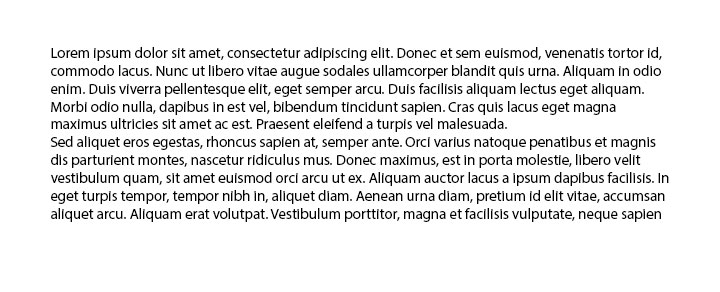 Lorem ipsum dolor sit amet, consectetur adipiscing elit. Donec et sem euismod, venenatis tortor id,
commodo lacus. Nunc ut libero vitae augue sodales ullamcorper blandit quis urna. Aliquam in odio
enim. Duis viverra pellentesque elit, eget semper arcu. Duis facilisis aliquam lectus eget aliquam.
Morbi odio nulla, dapibus in est vel, bibendum tincidunt sapien. Cras quis lacus eget magna
maximus ultricies sit amet ac est. Praesent eleifend a turpis vel malesuada.
Sed aliquet eros egestas, rhoncus sapien at, semper ante. Orci varius natoque penatibus et magnis
dis parturient montes, nascetur ridiculus mus. Donec maximus, est in porta molestie, libero velit
vestibulum quam, sit amet euismod orci arcu ut ex. Aliquam auctor lacus a ipsum dapibus facilisis. In
eget turpis tempor, tempor nibh in, aliquet diam. Aenean urna diam, pretium id elit vitae, accumsan
aliquet arcu. Aliquam erat volutpat. Vestibulum porttitor, magna et facilisis vulputate, neque sapien